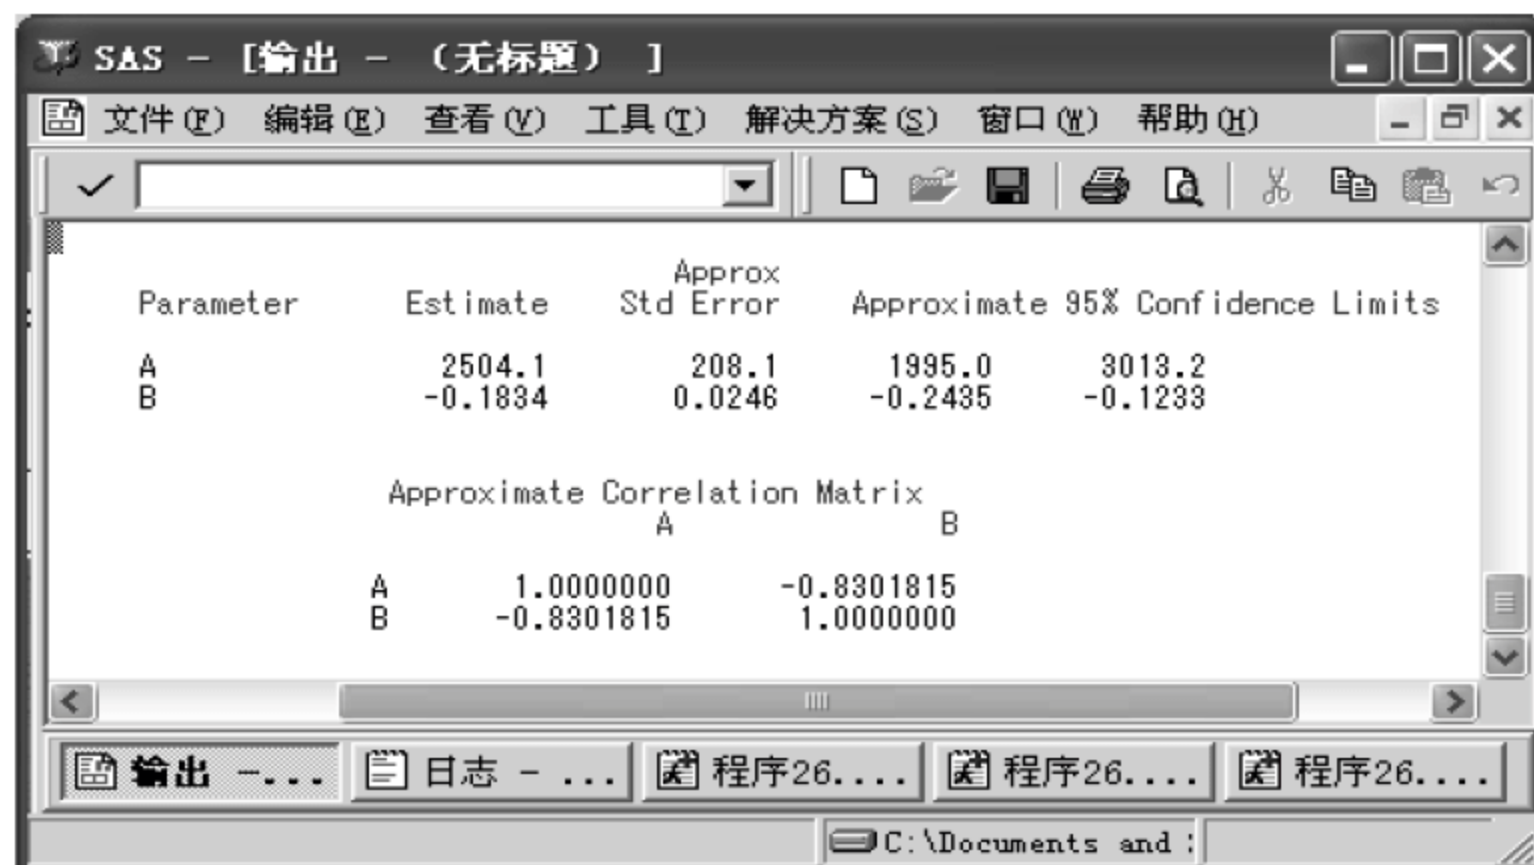 SAS - [输出 - （无标题） ]
文件(F) 编辑(E) 查看(V) 工具(T) 解决方案(S) 窗口(W) 帮助(H)
Approx
Parameter Estimate Std Error Approximate 95% Confidence Limits
A 2504.1 208.1 1995.0 3013.2
B -0.1834 0.0246 -0.2435 -0.1233
Approximate Correlation Matrix
A B
A 1.0000000 -0.8301815
B -0.8301815 1.0000000
输出 -... 日志 - ... 程序26.... 程序26.... 程序26....
C:\Documents and